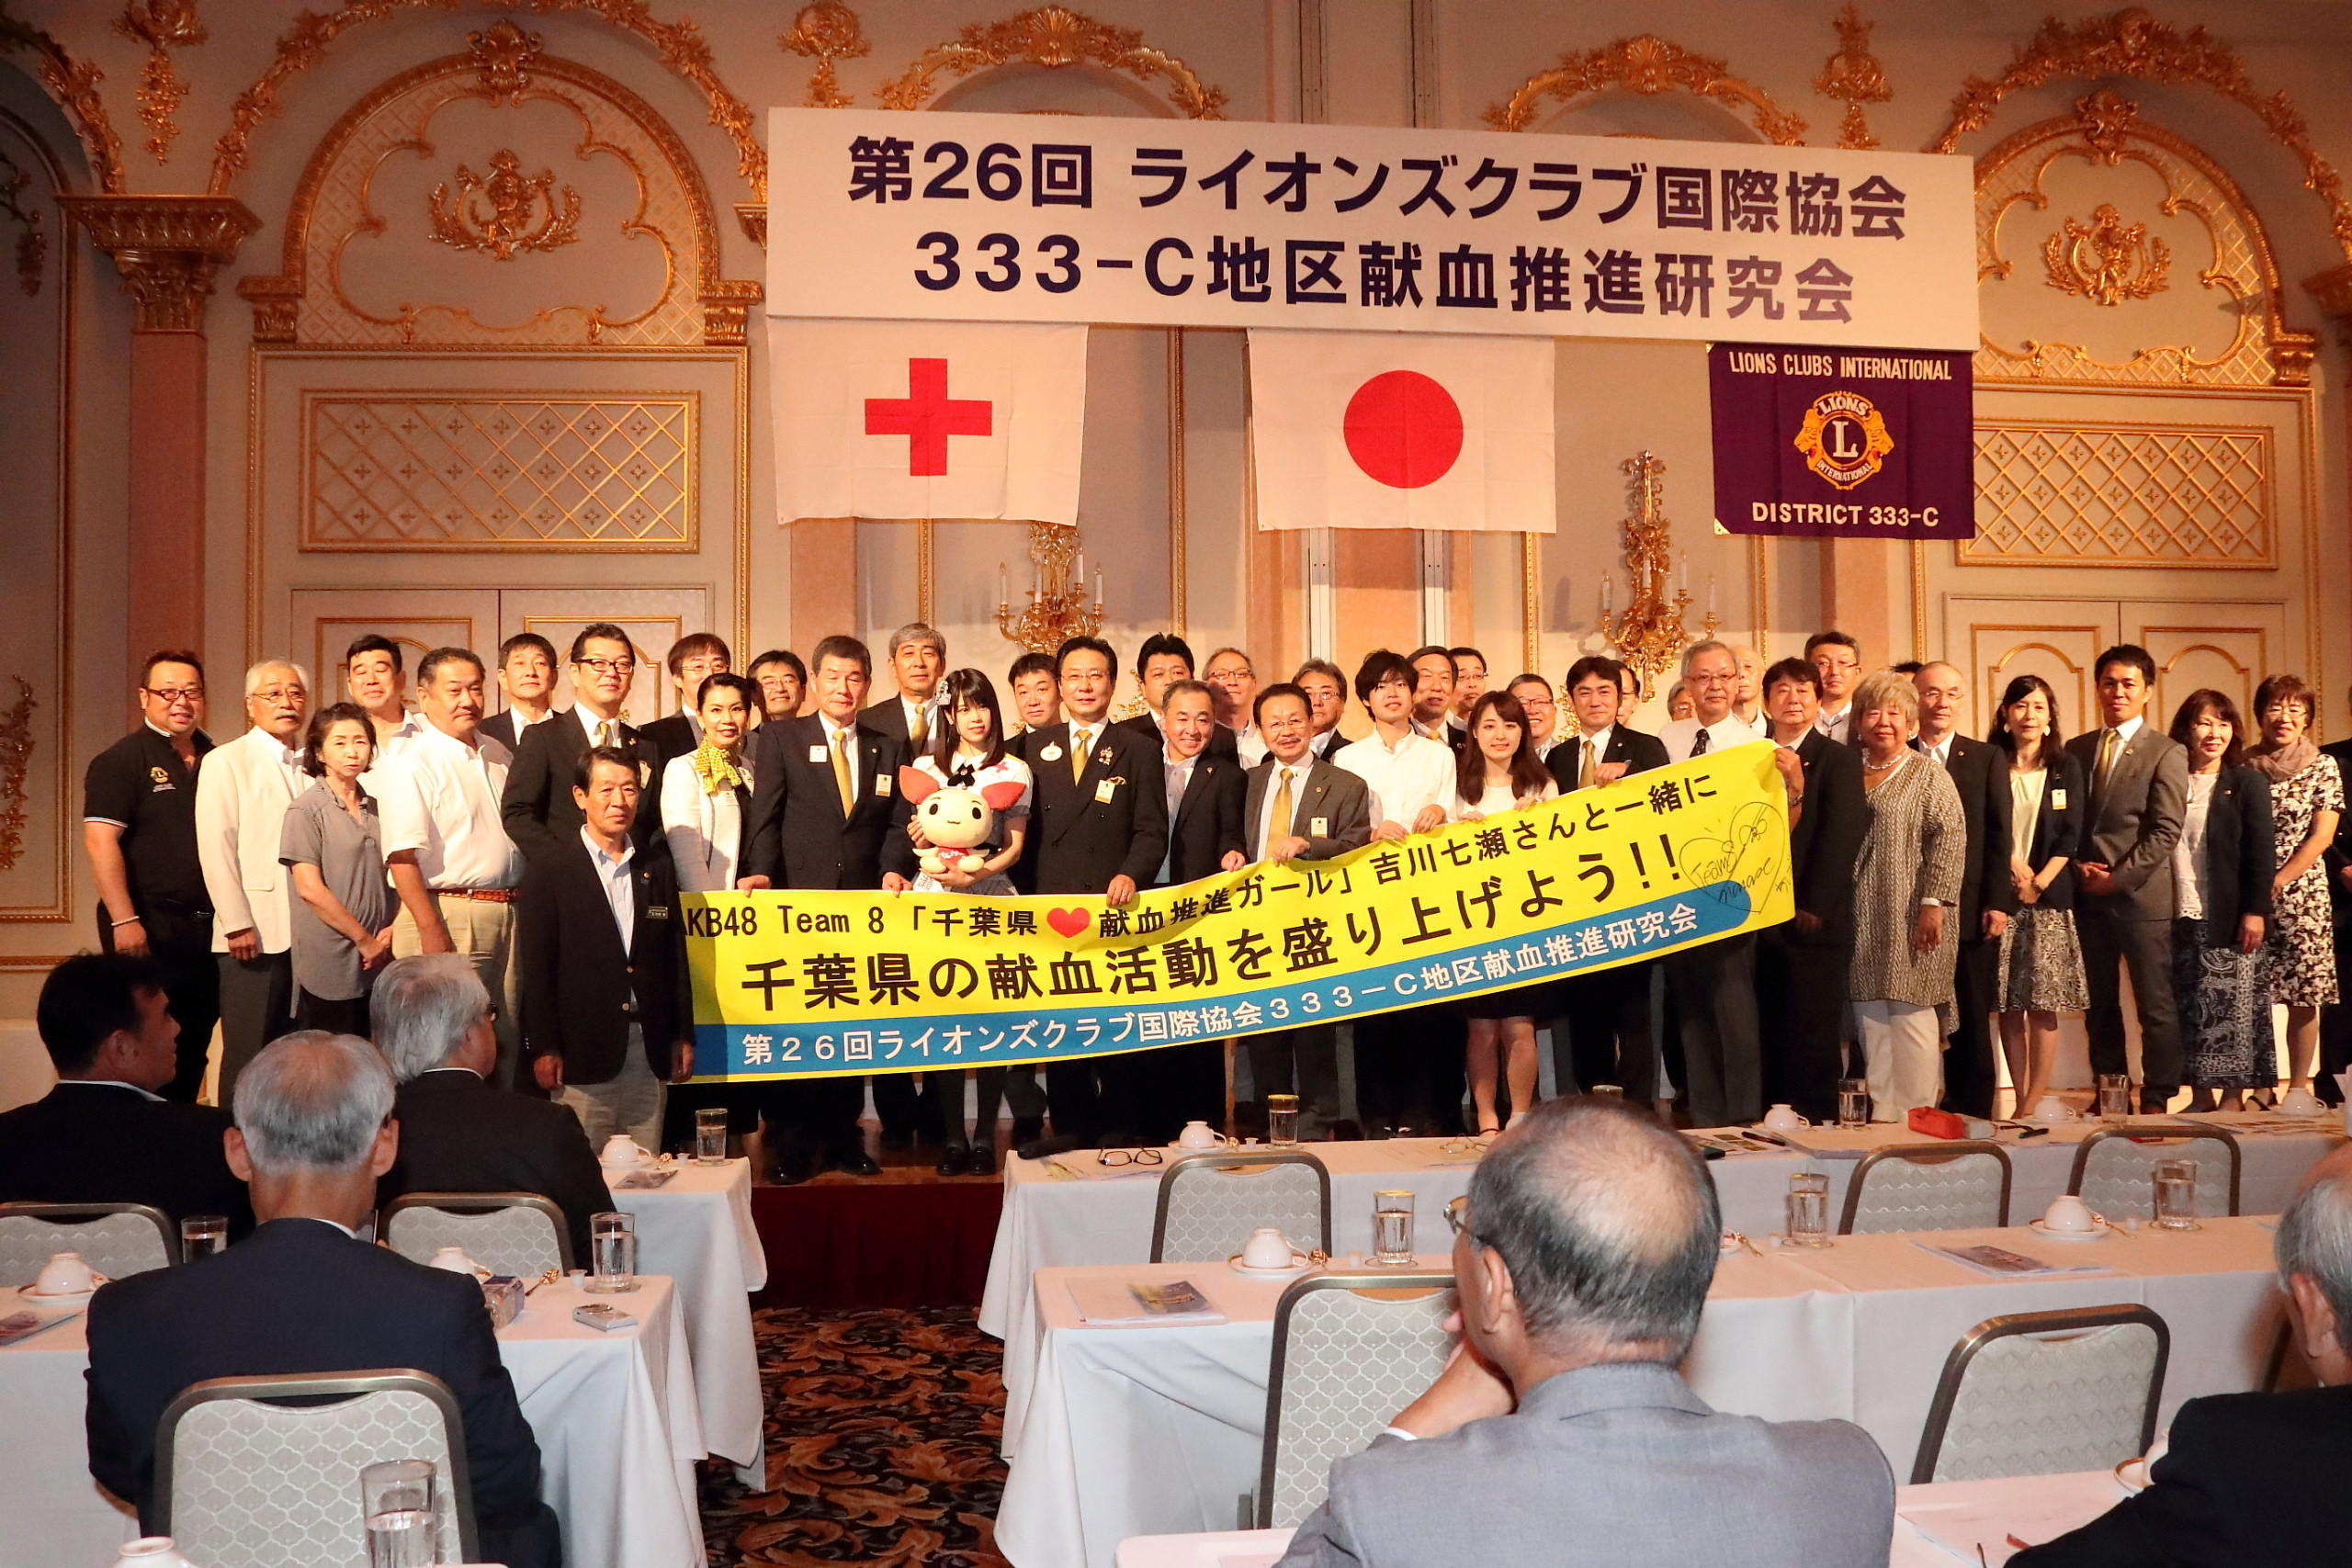 第26回 ライオンズクラブ国際協会
333-C地区献血推進研究会
LIONS CLUBS INTERNATIONAL
LIONS
L
INTERNATIONAL
DISTRICT 333-C
AKB48 Team 8 「千葉県❤献血推進ガール」吉川七瀬さんと一緒に
千葉県の献血活動を盛り上げよう!!
第26回ライオンズクラブ国際協会333-C地区献血推進研究会
Team 8